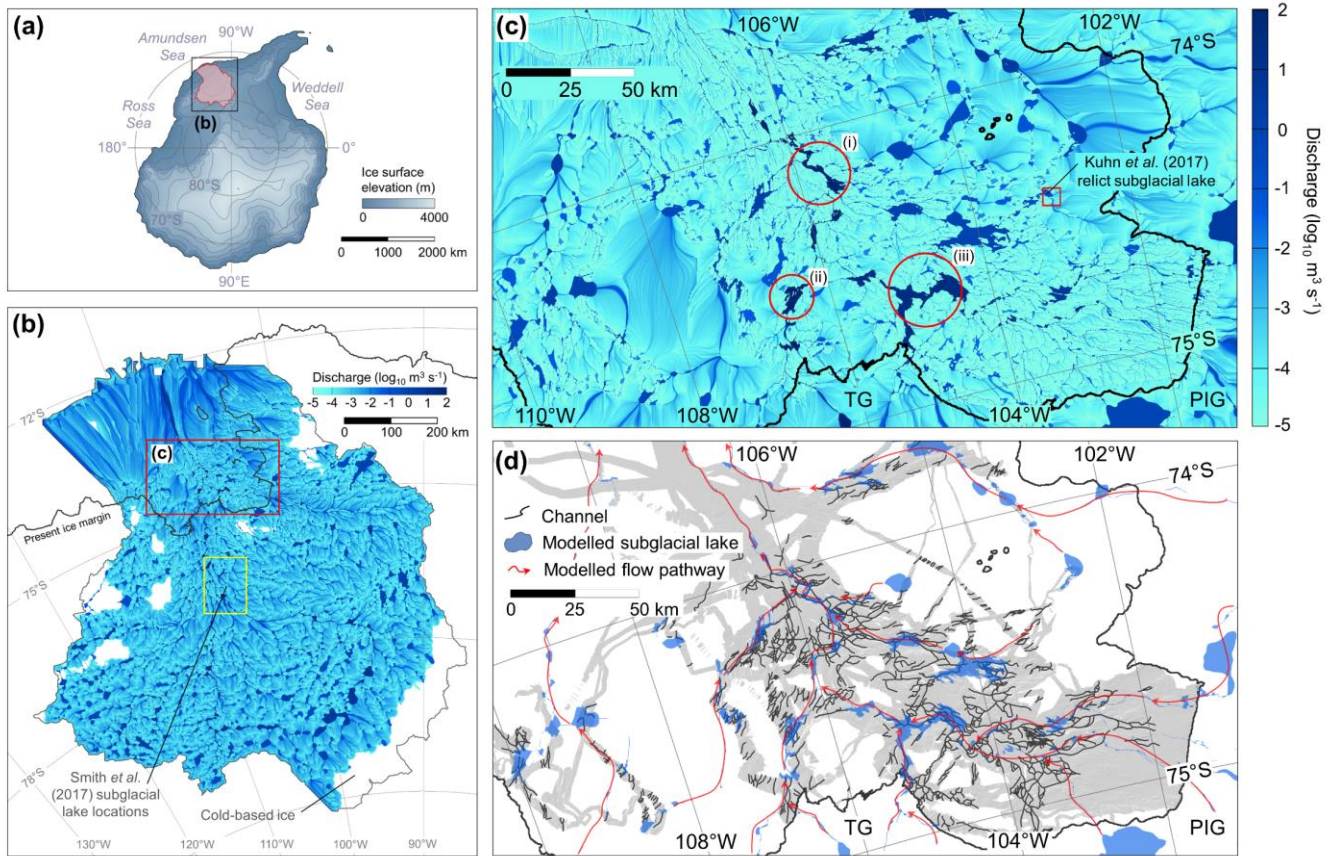 (a)
Amundsen
Sea
90°W
Weddell
Sea
Ross
Sea
(b)
180°
0°
80°S
70°S
90°E
Ice surface
elevation (m)
0 4000
0 1000 2000 km
(b)
130°W 120°W 110°W 100°W 90°W
72°S
75°S
78°S
Discharge (log10 m3 s-1)
-5 -4 -3 -2 -1 0 1 2
0 100 200 km
(c)
Present ice margin
Smith et al.
(2017) subglacial
lake locations
Cold-based ice
(c)
106°W
102°W
74°S
0 25 50 km
(i)
Kuhn et al. (2017)
relict subglacial lake
(ii)
(iii)
75°S
110°W
108°W
TG
104°W
PIG
2
1
0
-1
-2
-3
-4
-5
Discharge (log10 m3 s-1)
(d)
106°W
102°W
74°S
Channel
Modelled subglacial lake
Modelled flow pathway
0 25 50 km
75°S
108°W
TG
104°W
PIG